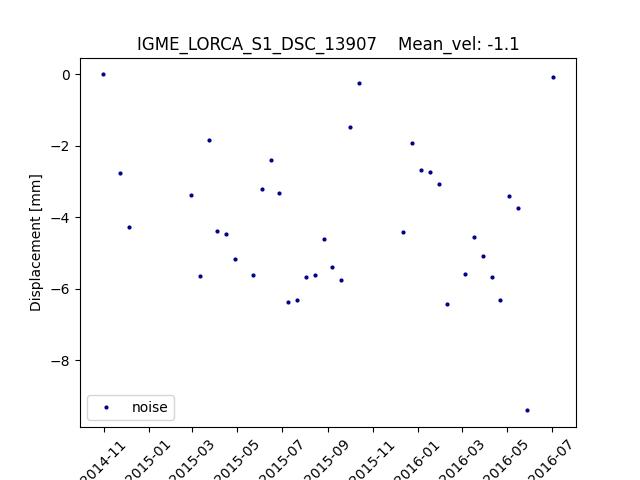 IGME_LORCA_S1_DSC_13907    Mean_vel: -1.1
0
−2
−4
−6
−8
Displacement [mm]
noise
2014-11 2015-01 2015-03 2015-05 2015-07 2015-09 2015-11 2016-01 2016-03 2016-05 2016-07